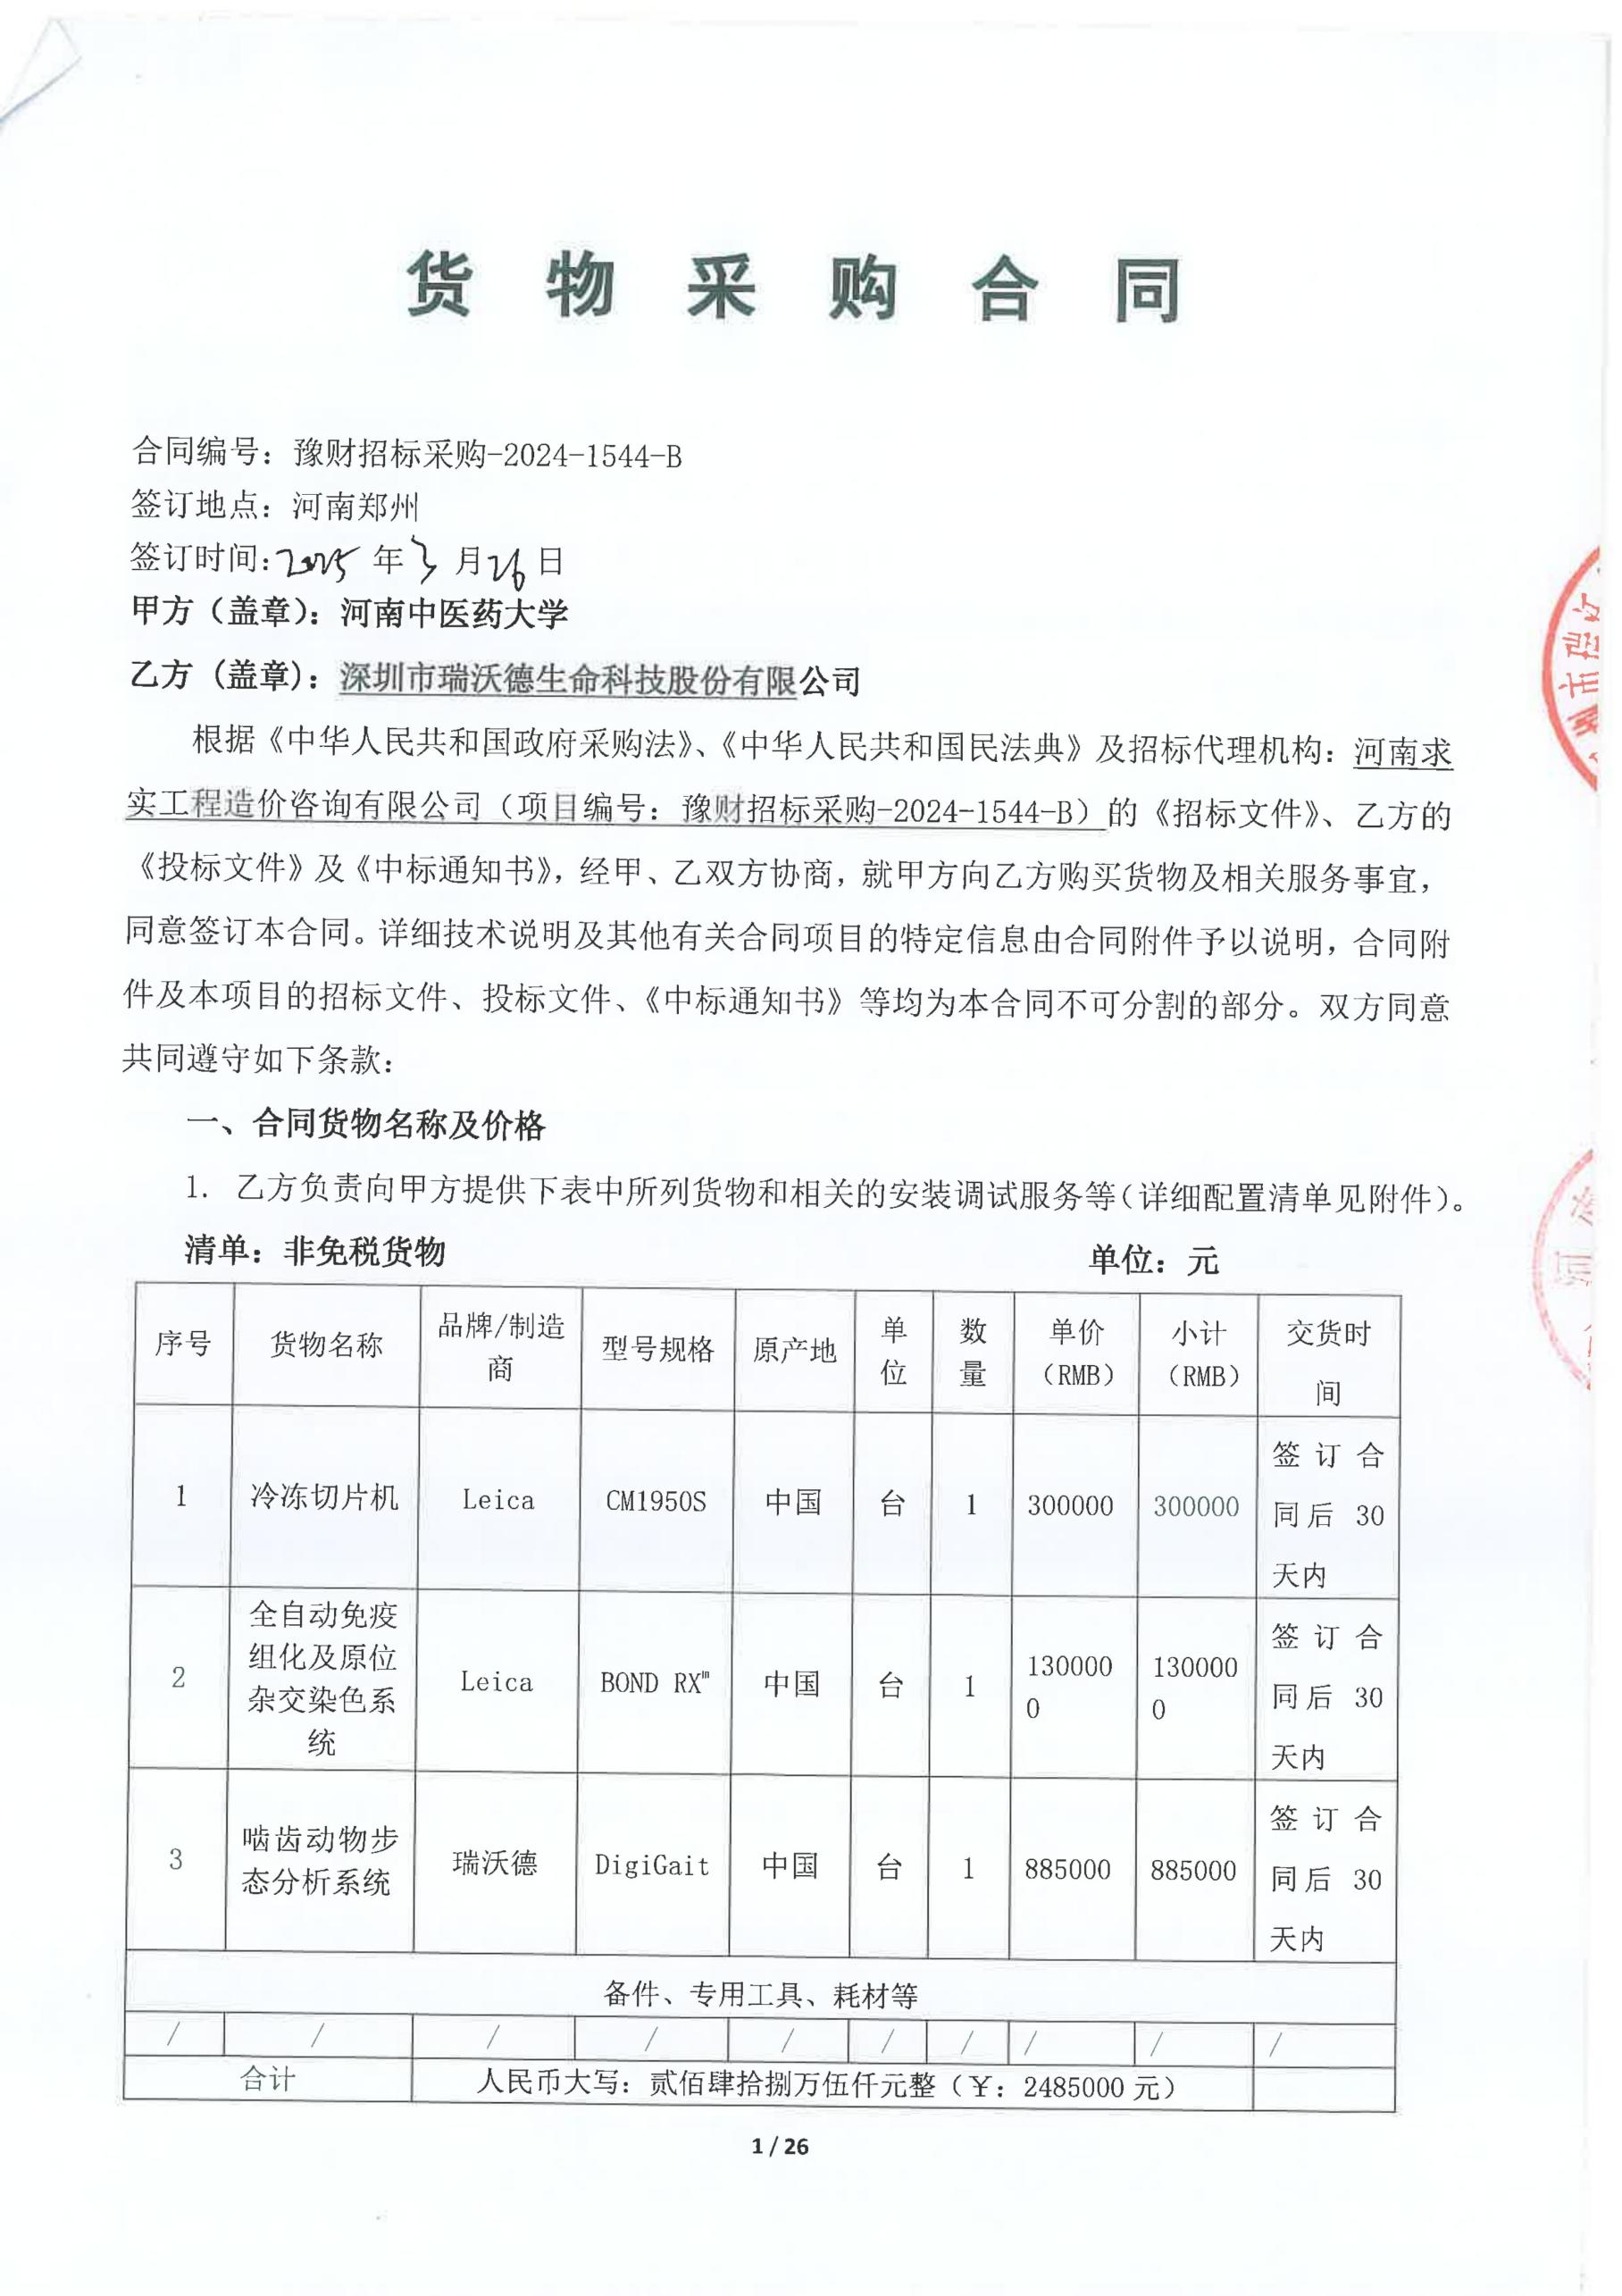 货物采购合同
合同编号：豫财招标采购-2024-1544-B
签订地点：河南郑州
签订时间:2025年3月26日
甲方（盖章）：河南中医药大学
乙方（盖章）：深圳市瑞沃德生命科技股份有限公司
根据《中华人民共和国政府采购法》、《中华人民共和国民法典》及招标代理机构：河南求
实工程造价咨询有限公司（项目编号：豫财招标采购-2024-1544-B）的《招标文件》、乙方的
《投标文件》及《中标通知书》，经甲、乙双方协商，就甲方向乙方购买货物及相关服务事宜，
同意签订本合同。详细技术说明及其他有关合同项目的特定信息由合同附件予以说明，合同附
件及本项目的招标文件、投标文件、《中标通知书》等均为本合同不可分割的部分。双方同意
共同遵守如下条款：
一、合同货物名称及价格
1. 乙方负责向甲方提供下表中所列货物和相关的安装调试服务等(详细配置清单见附件)。
清单：非免税货物 单位：元
序号 货物名称 品牌/制造商 型号规格 原产地 单位 数量 单价（RMB） 小计（RMB） 交货时间
1 冷冻切片机 Leica CM1950S 中国 台 1 300000 300000 签订合同后 30 天内
2 全自动免疫组化及原位杂交染色系统 Leica BOND RX™ 中国 台 1 1300000 1300000 签订合同后 30 天内
3 啮齿动物步态分析系统 瑞沃德 DigiGait 中国 台 1 885000 885000 签订合同后 30 天内
备件、专用工具、耗材等
/ / / / / / / / / /
合计 人民币大写：贰佰肆拾捌万伍仟元整（￥：2485000 元）
1 / 26